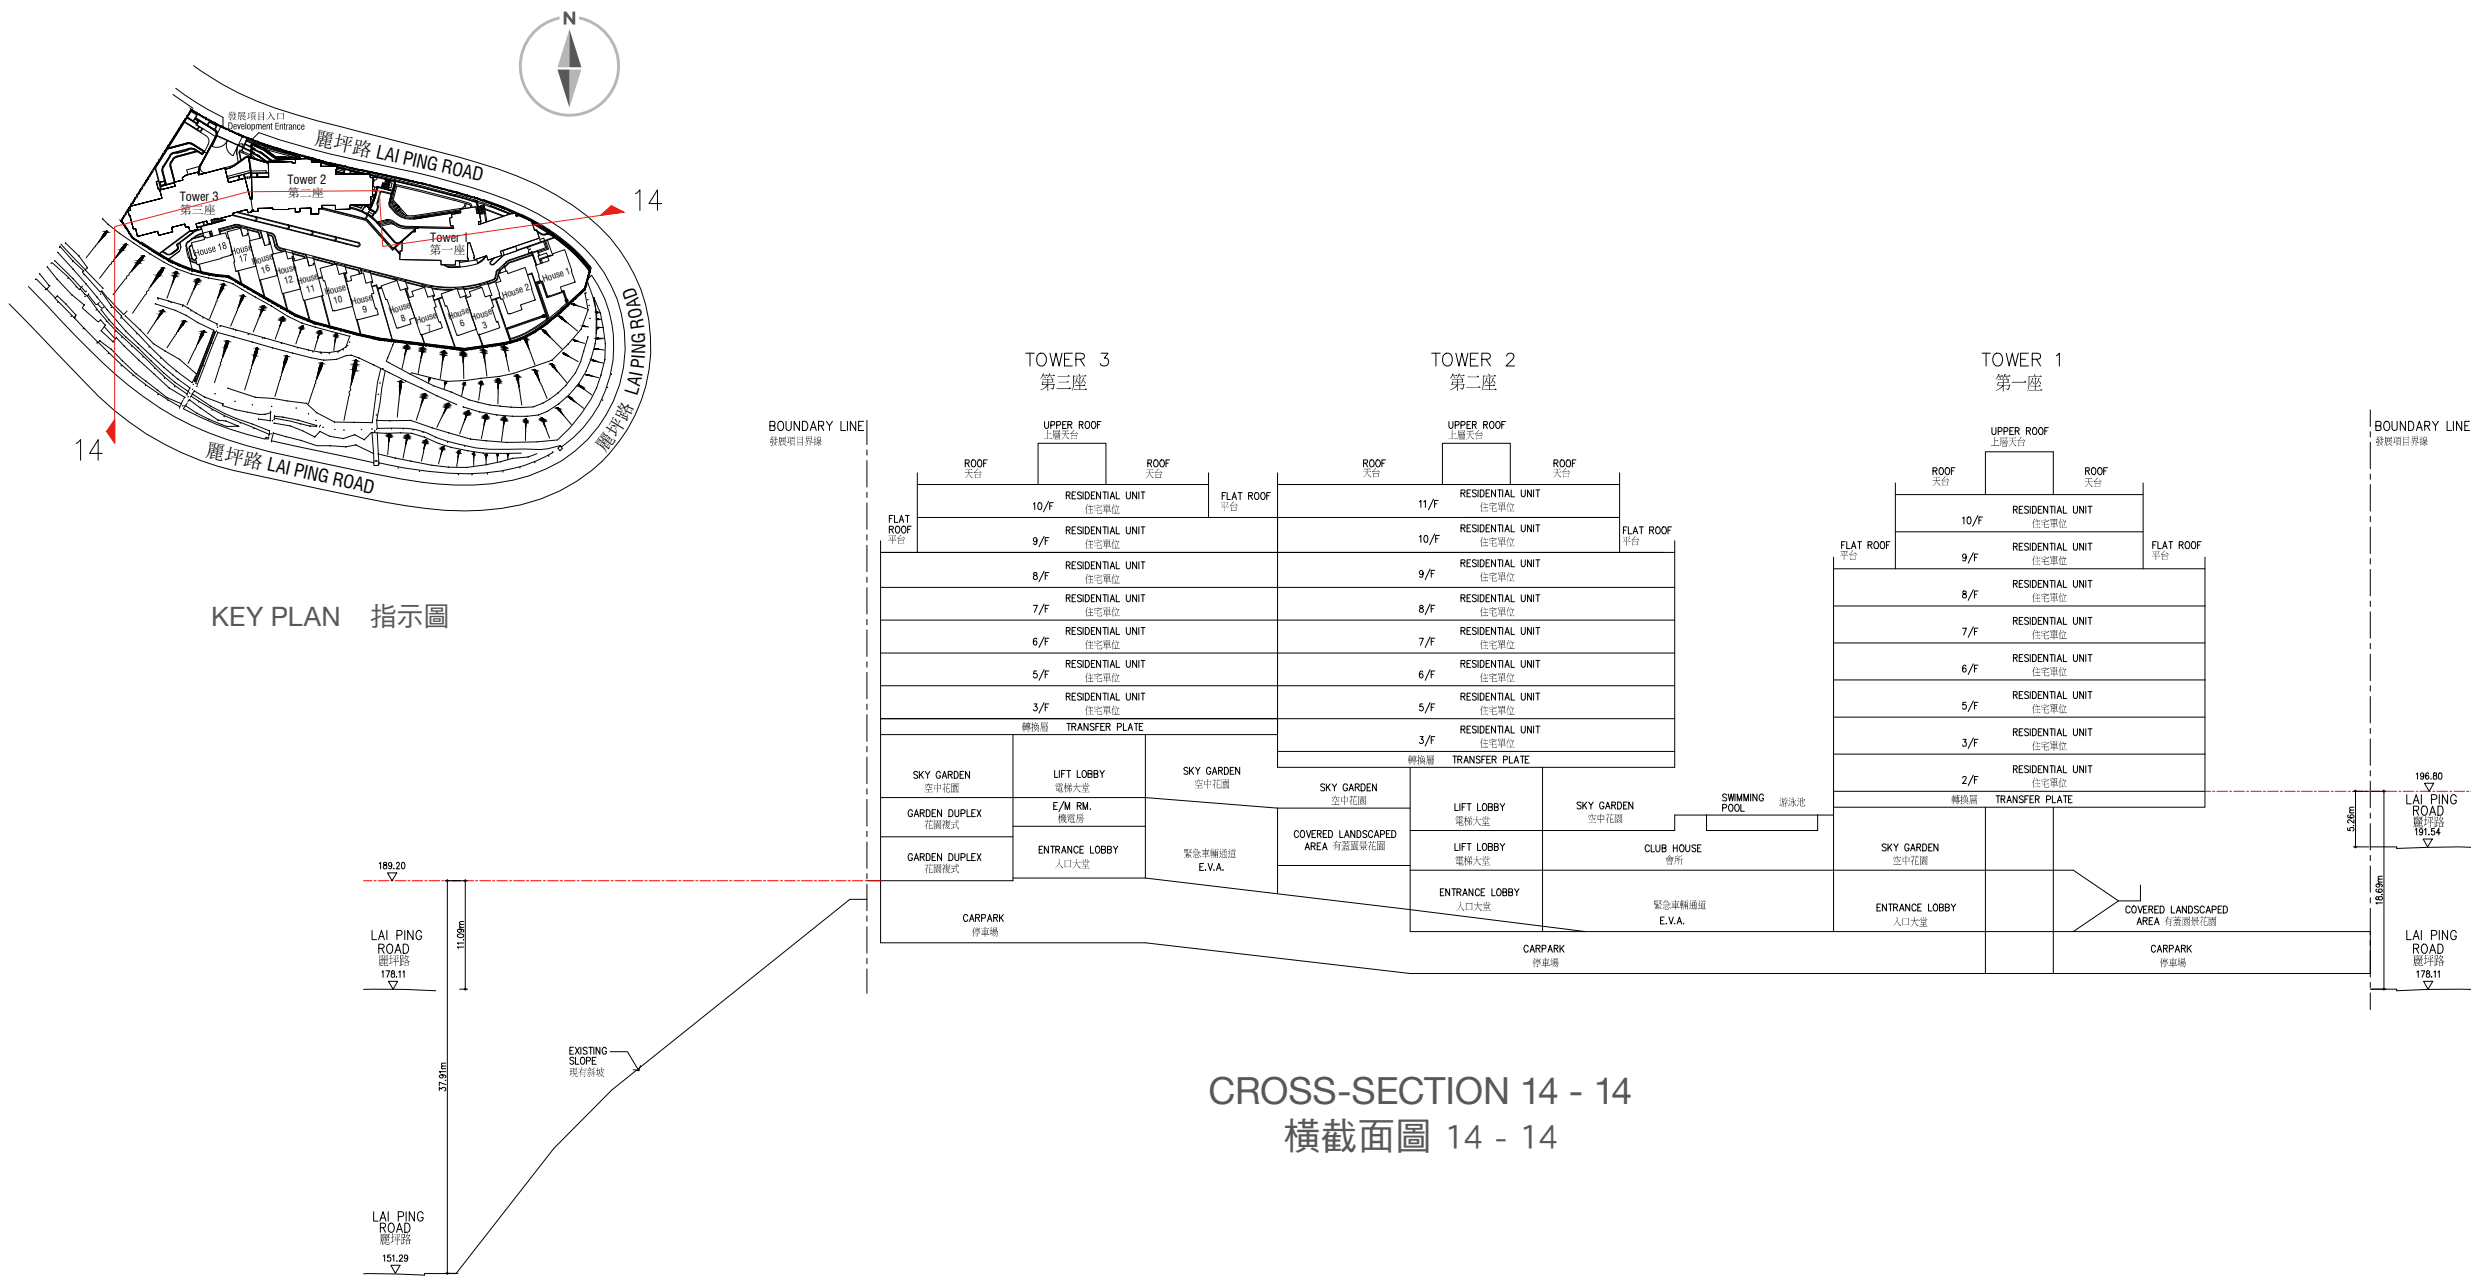 N
發展項目入口
Development Entrance
麗坪路 LAI PING ROAD
Tower 3
第三座
Tower 2
第二座
Tower 1
第一座
14
House 18
House
17
House
16
House
12
House
11
House
10
House
9
House
8
House
7
House
6
House
3
House 2
House 1
麗坪路 LAI PING ROAD
14
麗坪路 LAI PING ROAD
KEY PLAN 指示圖
TOWER 3
第三座
TOWER 2
第二座
TOWER 1
第一座
BOUNDARY LINE
發展項目界線
UPPER ROOF
上層天台
ROOF
天台
ROOF
天台
FLAT
ROOF
平台
FLAT ROOF
平台
10/F RESIDENTIAL UNIT
住宅單位
9/F RESIDENTIAL UNIT
住宅單位
8/F RESIDENTIAL UNIT
住宅單位
7/F RESIDENTIAL UNIT
住宅單位
6/F RESIDENTIAL UNIT
住宅單位
5/F RESIDENTIAL UNIT
住宅單位
3/F RESIDENTIAL UNIT
住宅單位
轉換層 TRANSFER PLATE
SKY GARDEN
空中花園
LIFT LOBBY
電梯大堂
SKY GARDEN
空中花園
GARDEN DUPLEX
花園複式
E/M RM.
機電房
GARDEN DUPLEX
花園複式
ENTRANCE LOBBY
入口大堂
緊急車輛通道
E.V.A.
CARPARK
停車場
UPPER ROOF
上層天台
ROOF
天台
ROOF
天台
FLAT ROOF
平台
11/F RESIDENTIAL UNIT
住宅單位
10/F RESIDENTIAL UNIT
住宅單位
9/F RESIDENTIAL UNIT
住宅單位
8/F RESIDENTIAL UNIT
住宅單位
7/F RESIDENTIAL UNIT
住宅單位
6/F RESIDENTIAL UNIT
住宅單位
5/F RESIDENTIAL UNIT
住宅單位
3/F RESIDENTIAL UNIT
住宅單位
轉換層 TRANSFER PLATE
SKY GARDEN
空中花園
COVERED LANDSCAPED
AREA 有蓋園景花園
LIFT LOBBY
電梯大堂
SKY GARDEN
空中花園
SWIMMING
POOL 游泳池
LIFT LOBBY
電梯大堂
CLUB HOUSE
會所
ENTRANCE LOBBY
入口大堂
緊急車輛通道
E.V.A.
CARPARK
停車場
UPPER ROOF
上層天台
ROOF
天台
ROOF
天台
FLAT ROOF
平台
FLAT ROOF
平台
10/F RESIDENTIAL UNIT
住宅單位
9/F RESIDENTIAL UNIT
住宅單位
8/F RESIDENTIAL UNIT
住宅單位
7/F RESIDENTIAL UNIT
住宅單位
6/F RESIDENTIAL UNIT
住宅單位
5/F RESIDENTIAL UNIT
住宅單位
3/F RESIDENTIAL UNIT
住宅單位
2/F RESIDENTIAL UNIT
住宅單位
轉換層 TRANSFER PLATE
SKY GARDEN
空中花園
ENTRANCE LOBBY
入口大堂
COVERED LANDSCAPED
AREA 有蓋園景花園
CARPARK
停車場
BOUNDARY LINE
發展項目界線
196.80
LAI PING
ROAD
麗坪路
191.54
5.26m
18.69m
LAI PING
ROAD
麗坪路
178.11
189.20
11.09m
LAI PING
ROAD
麗坪路
178.11
37.91m
EXISTING
SLOPE
現有斜坡
LAI PING
ROAD
麗坪路
151.29
CROSS-SECTION 14 - 14
橫截面圖 14 - 14